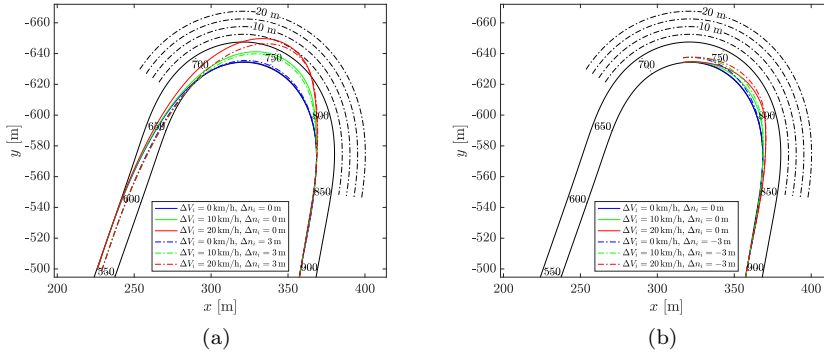 -660
-640
-620
-600
-580
-560
-540
-520
-500
y [m]
20 m
10 m
700
750
650
800
600
850
550
900
ΔV_i = 0 km/h, Δn_i = 0 m
ΔV_i = 10 km/h, Δn_i = 0 m
ΔV_i = 20 km/h, Δn_i = 0 m
ΔV_i = 0 km/h, Δn_i = 3 m
ΔV_i = 10 km/h, Δn_i = 3 m
ΔV_i = 20 km/h, Δn_i = 3 m
200 250 300 350 400
x [m]
(a)
-660
-640
-620
-600
-580
-560
-540
-520
-500
y [m]
20 m
10 m
700
750
650
800
600
850
550
900
ΔV_i = 0 km/h, Δn_i = 0 m
ΔV_i = 10 km/h, Δn_i = 0 m
ΔV_i = 20 km/h, Δn_i = 0 m
ΔV_i = 0 km/h, Δn_i = −3 m
ΔV_i = 10 km/h, Δn_i = −3 m
ΔV_i = 20 km/h, Δn_i = −3 m
200 250 300 350 400
x [m]
(b)